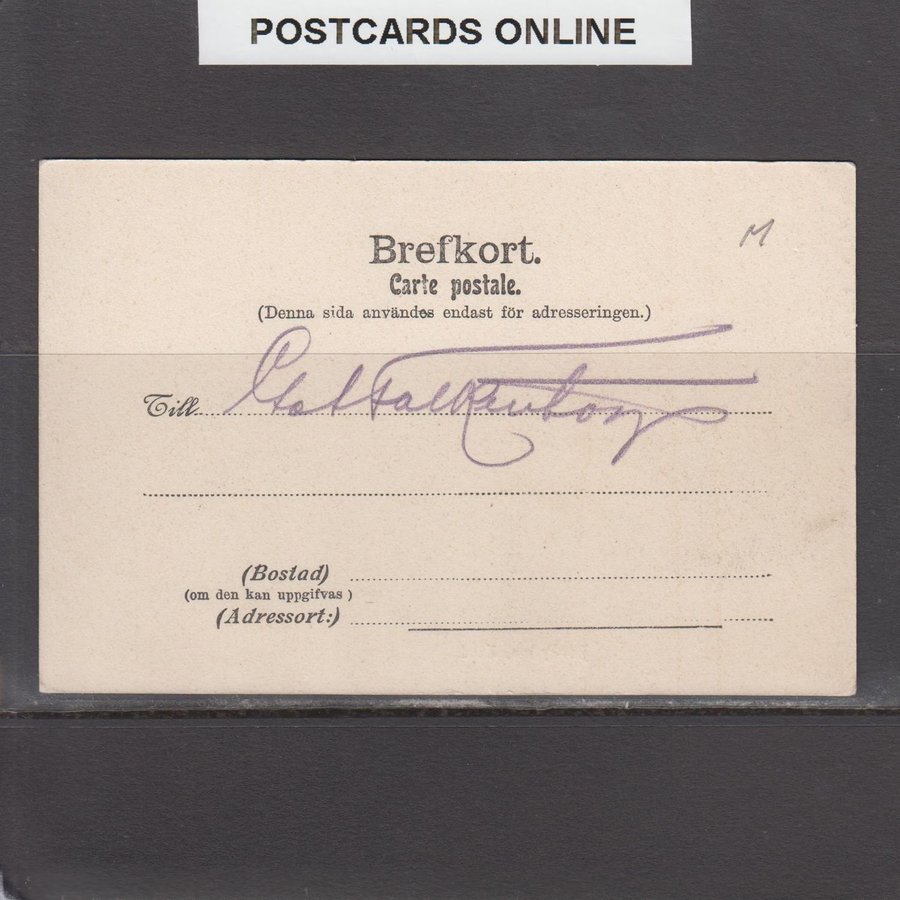 POSTCARDS ONLINE
Brefkort.
M
Carte postale.
(Denna sida användes endast för adresseringen.)
Till
(Bostad)
(om den kan uppgifvas)
(Adressort:)